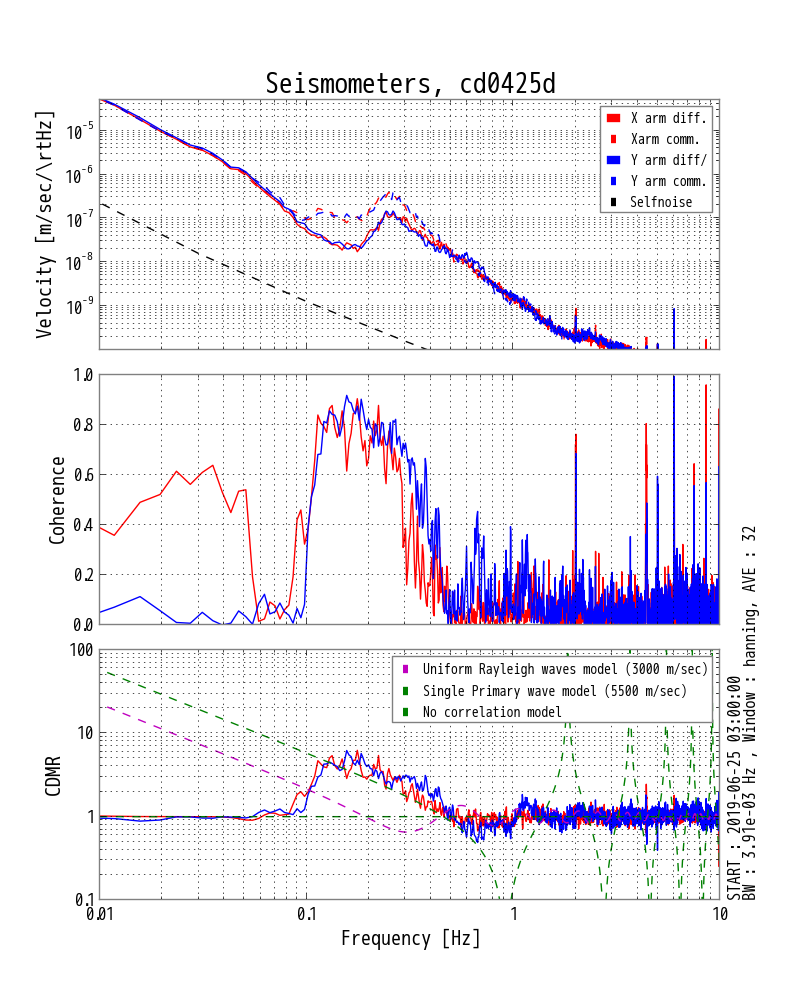 Seismometers, cd0425d
Velocity [m/sec/\rtHz]
10^-5
10^-6
10^-7
10^-8
10^-9
X arm diff.
Xarm comm.
Y arm diff/
Y arm comm.
Selfnoise
Coherence
1.0
0.8
0.6
0.4
0.2
0.0
CDMR
100
10
1
0.1
Uniform Rayleigh waves model (3000 m/sec)
Single Primary wave model (5500 m/sec)
No correlation model
0.01 0.1 1 10
Frequency [Hz]
START : 2019-06-25 03:00:00
BW : 3.91e-03 Hz , Window : hanning, AVE : 32